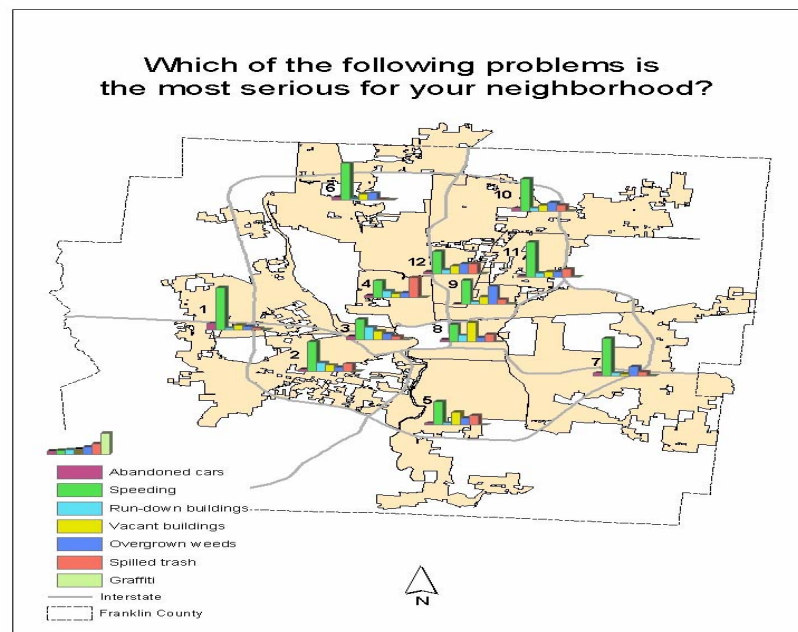 Which of the following problems is
the most serious for your neighborhood?
6
10
12
11
4
9
1
3
8
2
7
5
Abandoned cars
Speeding
Run-down buildings
Vacant buildings
Overgrown weeds
Spilled trash
Graffiti
Interstate
Franklin County
N